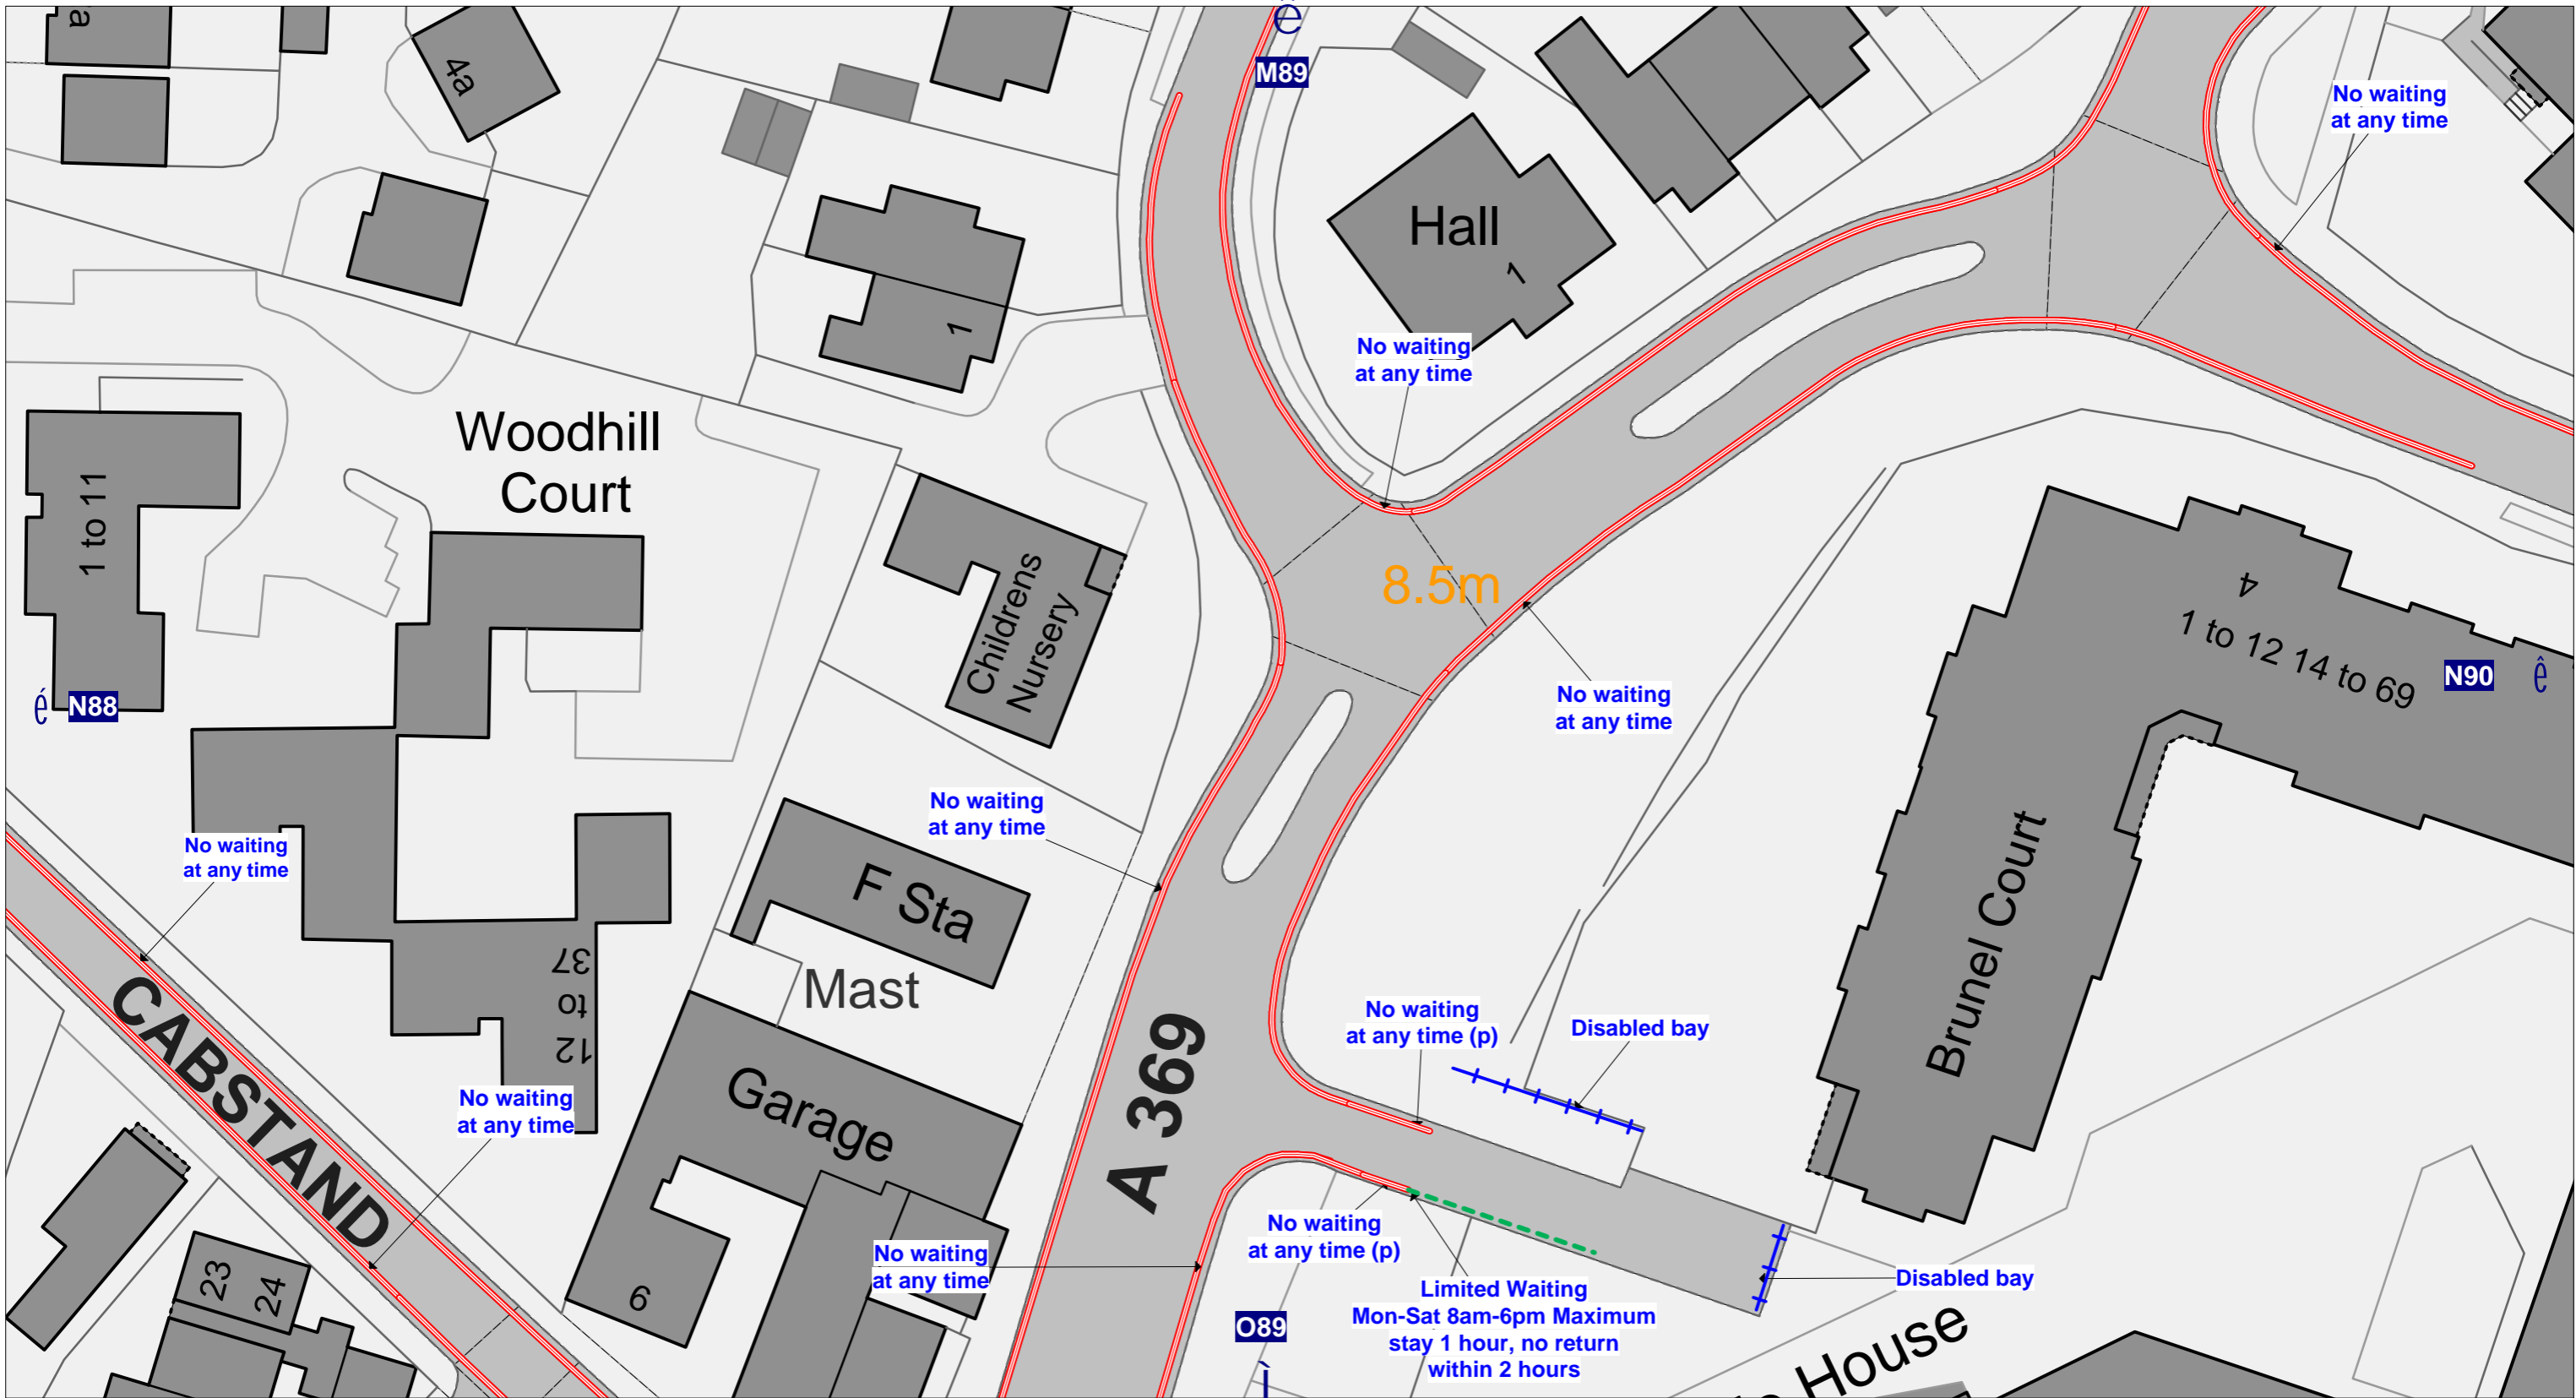 a
4a
ë
M89
No waiting
at any time
Hall
1
1
No waiting
at any time
Woodhill
Court
1 to 11
Childrens
Nursery
8.5m
4
1 to 12 14 to 69
é N88
N90 ê
No waiting
at any time
No waiting
at any time
No waiting
at any time
F Sta
Brunel Court
Mast
37
to
12
CABSTAND
A 369
No waiting
at any time (p)
Disabled bay
Garage
No waiting
at any time
No waiting
at any time (p)
No waiting
at any time
Disabled bay
23
24
9
Limited Waiting
Mon-Sat 8am-6pm Maximum
stay 1 hour, no return
within 2 hours
O89
House